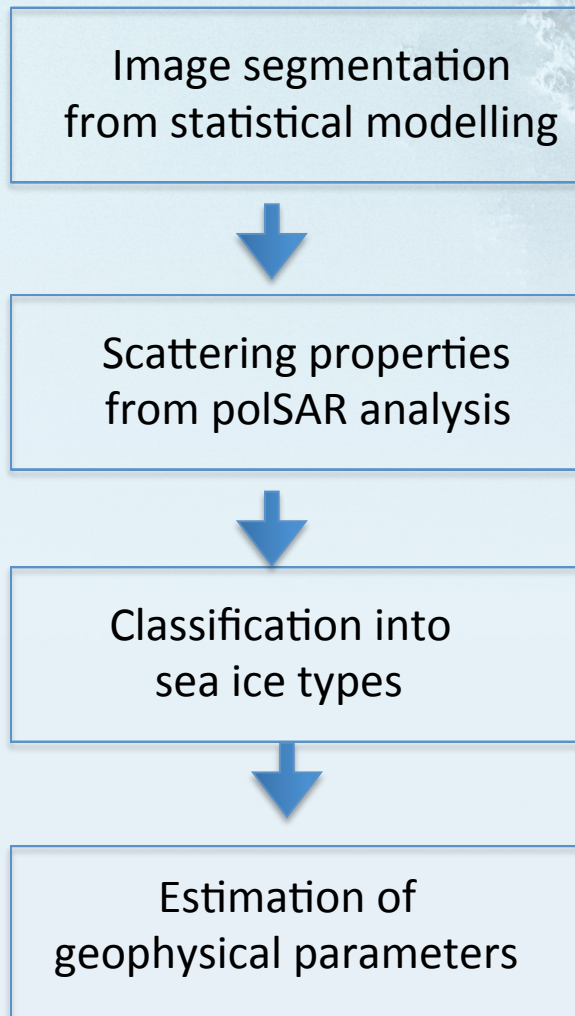 Image segmentation
from statistical modelling
Scattering properties
from polSAR analysis
Classification into
sea ice types
Estimation of
geophysical parameters